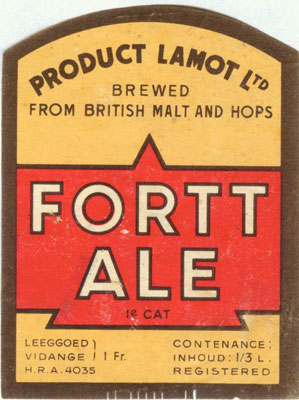 PRODUCT LAMOT LTD
BREWED
FROM BRITISH MALT AND HOPS
FORTT
ALE
1e CAT
LEEGGOED } 1 Fr.
VIDANGE
H.R.A. 4035
CONTENANCE:
INHOUD: 1/3 L.
REGISTERED